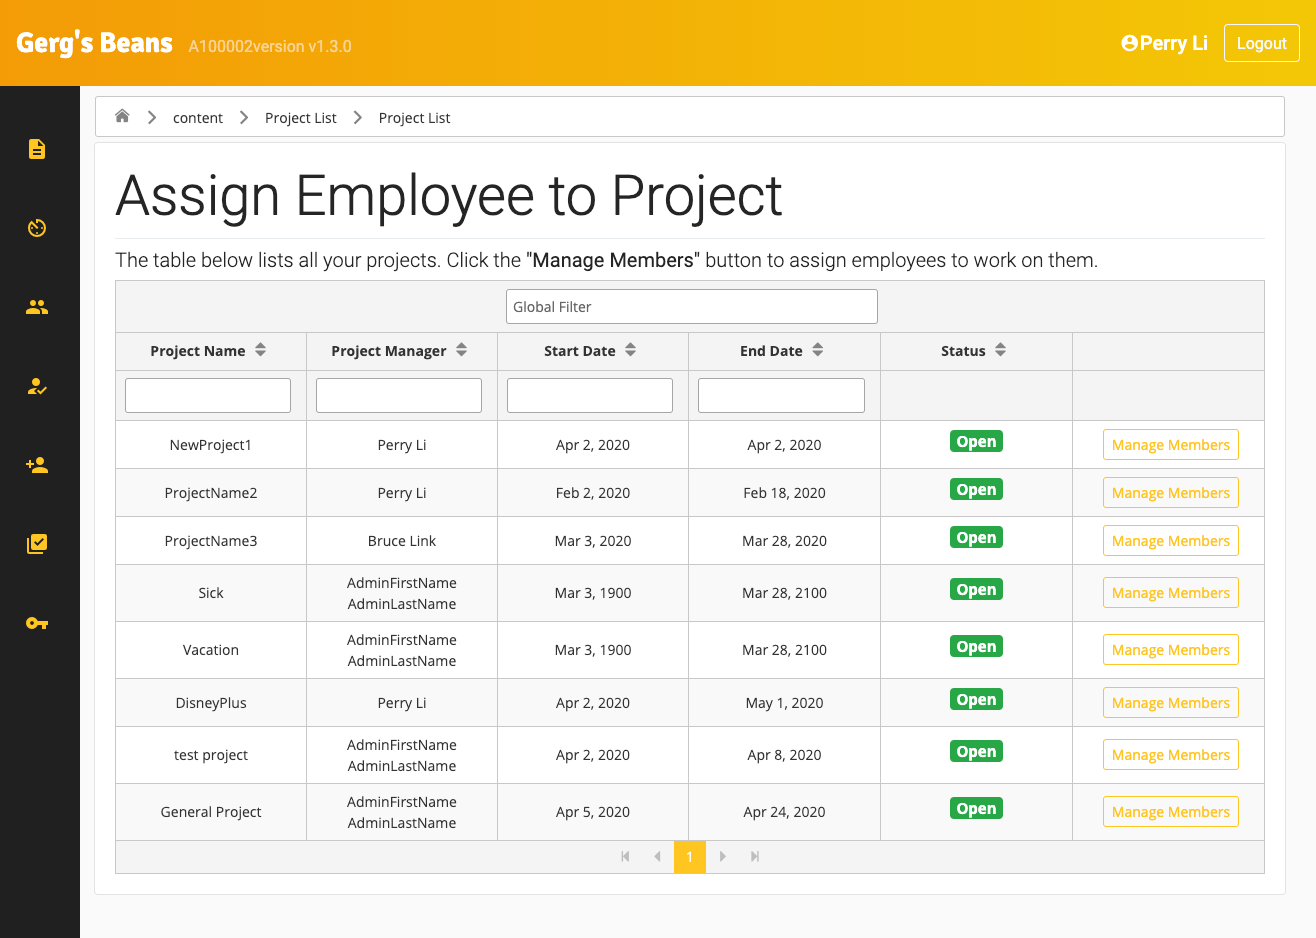 Gerg's Beans A100002version v1.3.0 Perry Li Logout
content Project List Project List
Assign Employee to Project
The table below lists all your projects. Click the "Manage Members" button to assign employees to work on them.
Global Filter
Project Name Project Manager Start Date End Date Status
NewProject1 Perry Li Apr 2, 2020 Apr 2, 2020 Open Manage Members
ProjectName2 Perry Li Feb 2, 2020 Feb 18, 2020 Open Manage Members
ProjectName3 Bruce Link Mar 3, 2020 Mar 28, 2020 Open Manage Members
Sick AdminFirstName AdminLastName Mar 3, 1900 Mar 28, 2100 Open Manage Members
Vacation AdminFirstName AdminLastName Mar 3, 1900 Mar 28, 2100 Open Manage Members
DisneyPlus Perry Li Apr 2, 2020 May 1, 2020 Open Manage Members
test project AdminFirstName AdminLastName Apr 2, 2020 Apr 8, 2020 Open Manage Members
General Project AdminFirstName AdminLastName Apr 5, 2020 Apr 24, 2020 Open Manage Members
1